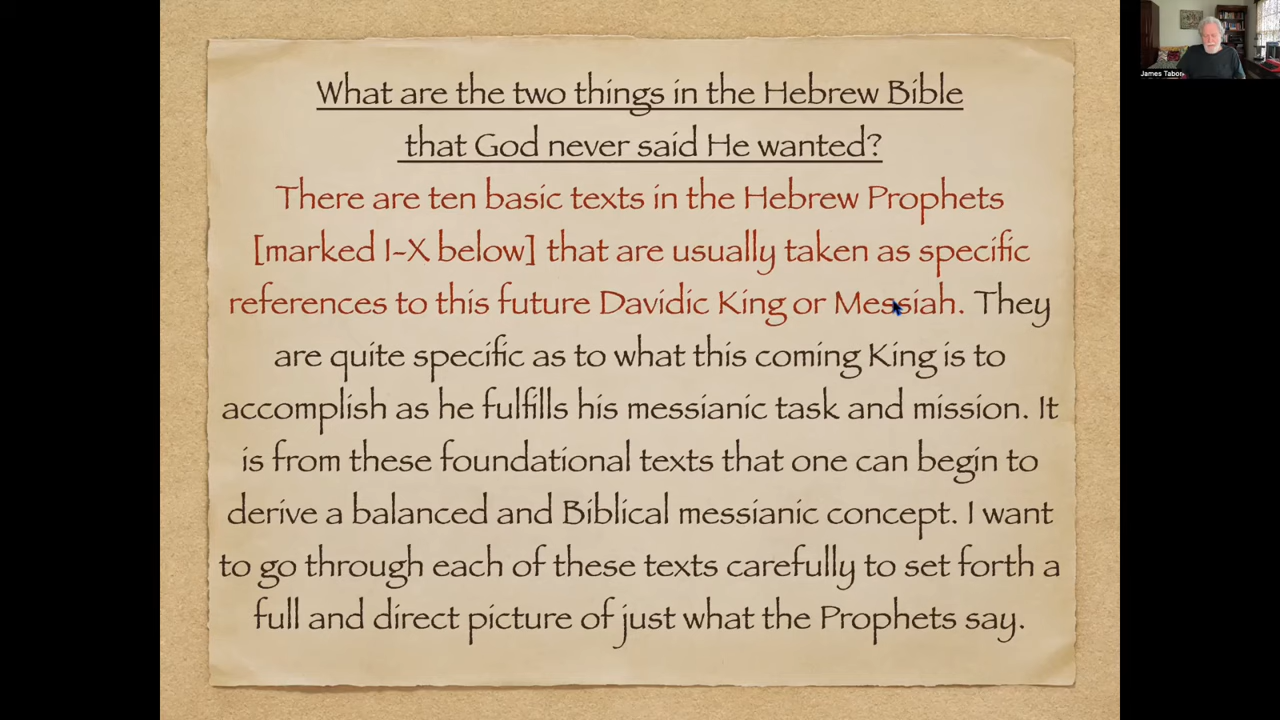 What are the two things in the Hebrew Bible
that God never said He wanted?
There are ten basic texts in the Hebrew Prophets
[marked I-X below] that are usually taken as specific
references to this future Davidic King or Messiah. They
are quite specific as to what this coming King is to
accomplish as he fulfills his messianic task and mission. It
is from these foundational texts that one can begin to
derive a balanced and Biblical messianic concept. I want
to go through each of these texts carefully to set forth a
full and direct picture of just what the Prophets say.
James Tabor